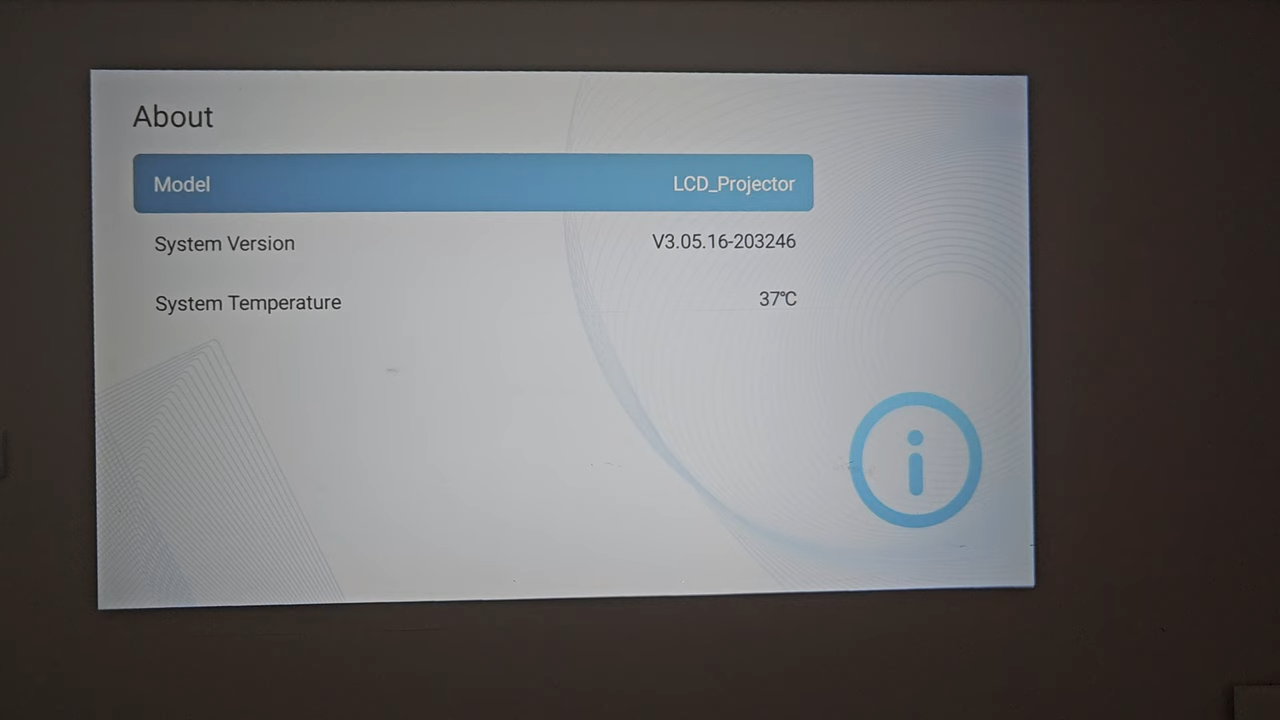 About
Model LCD_Projector
System Version V3.05.16-203246
System Temperature 37℃